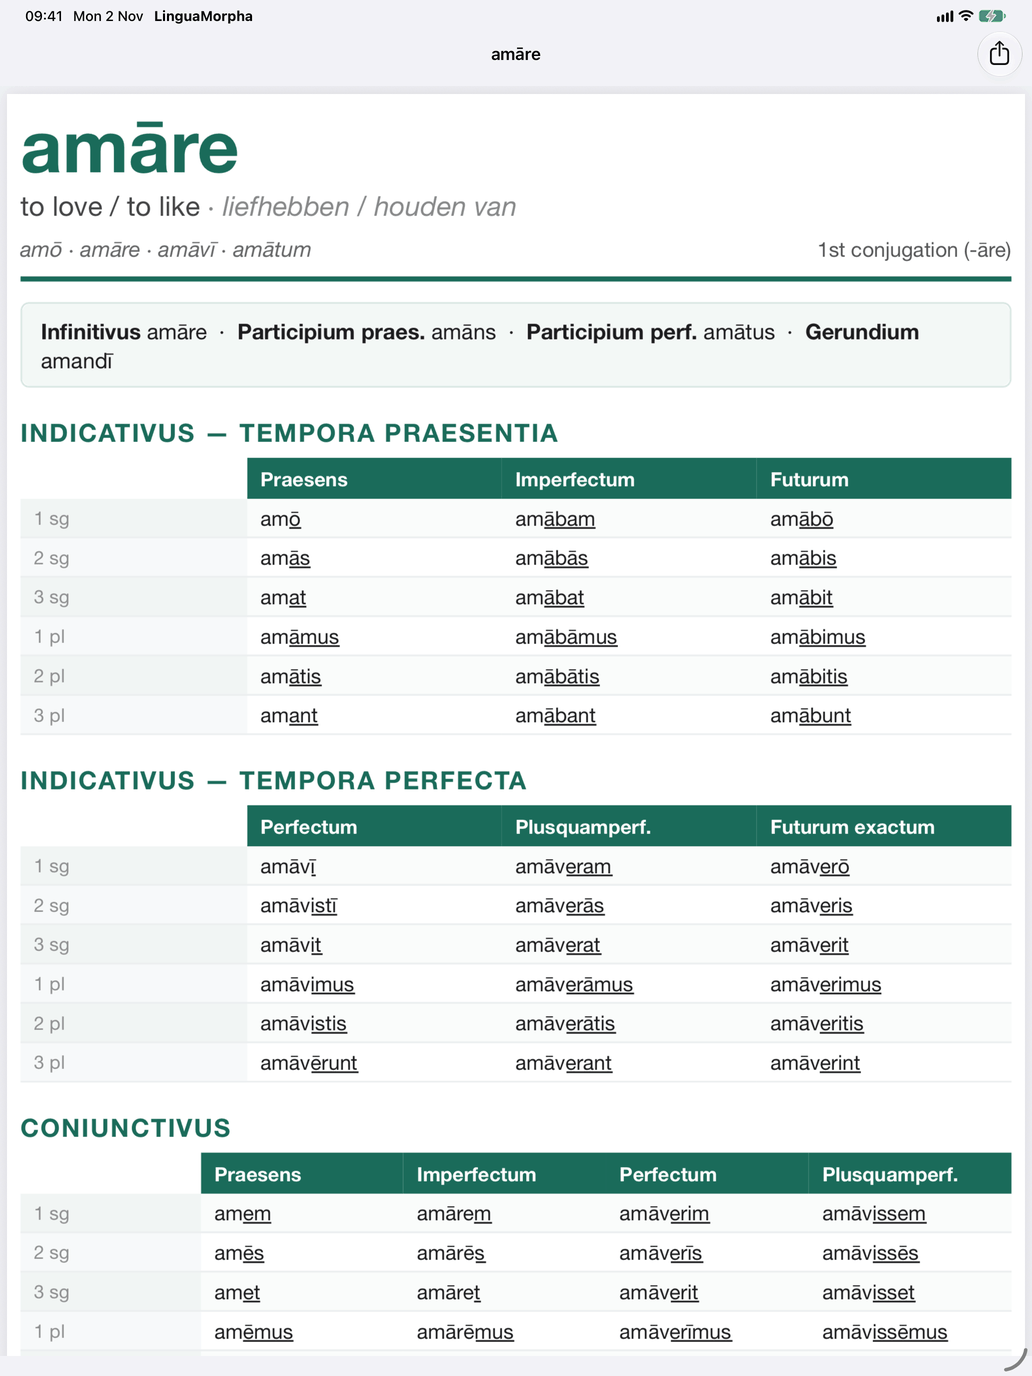 09:41 Mon 2 Nov LinguaMorpha
amāre
amāre
to love / to like · liefhebben / houden van
amō · amāre · amāvī · amātum 1st conjugation (-āre)
Infinitivus amāre · Participium praes. amāns · Participium perf. amātus · Gerundium
amandī
INDICATIVUS — TEMPORA PRAESENTIA
Praesens Imperfectum Futurum
1 sg amō amābam amābō
2 sg amās amābās amābis
3 sg amat amābat amābit
1 pl amāmus amābāmus amābimus
2 pl amātis amābātis amābitis
3 pl amant amābant amābunt
INDICATIVUS — TEMPORA PERFECTA
Perfectum Plusquamperf. Futurum exactum
1 sg amāvī amāveram amāverō
2 sg amāvistī amāverās amāveris
3 sg amāvit amāverat amāverit
1 pl amāvimus amāverāmus amāverimus
2 pl amāvistis amāverātis amāveritis
3 pl amāvērunt amāverant amāverint
CONIUNCTIVUS
Praesens Imperfectum Perfectum Plusquamperf.
1 sg amem amārem amāverim amāvissem
2 sg amēs amārēs amāverīs amāvissēs
3 sg amet amāret amāverit amāvisset
1 pl amēmus amārēmus amāverīmus amāvissēmus